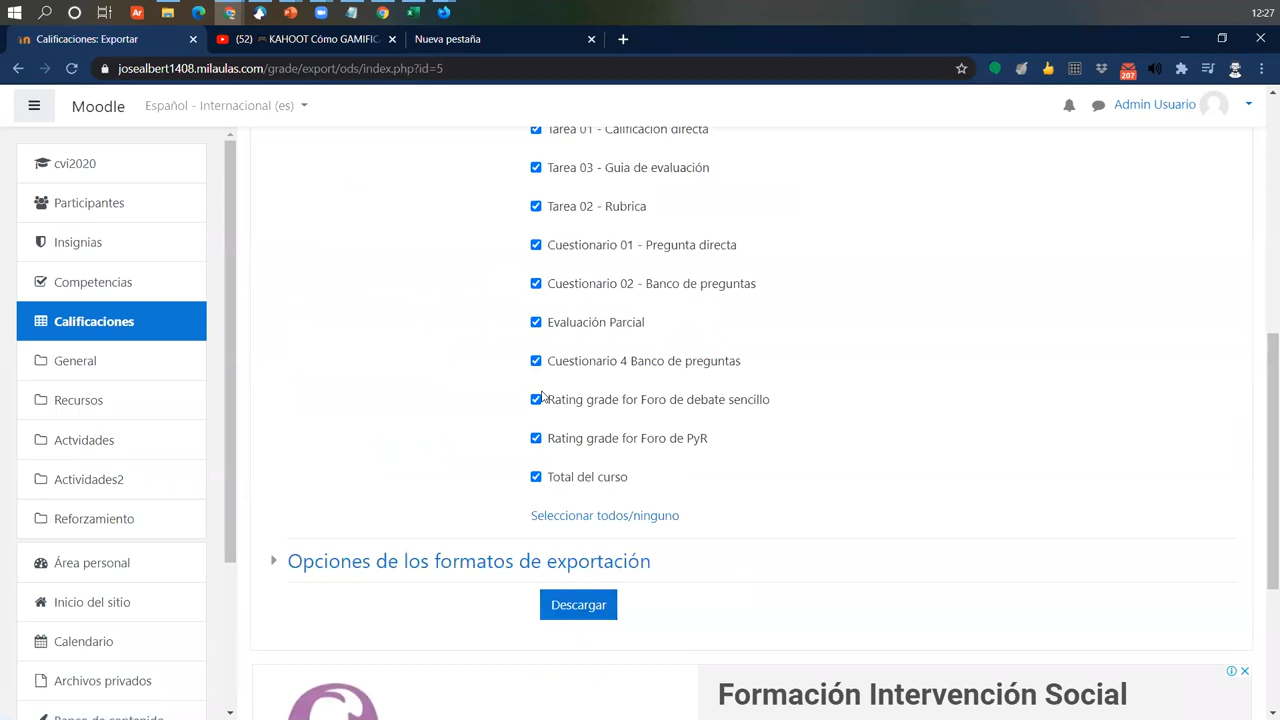 12:27
Calificaciones: Exportar
(52) 🎮 KAHOOT Cómo GAMIFIC
Nueva pestaña
josealbert1408.milaulas.com/grade/export/ods/index.php?id=5
207
Moodle
Español - Internacional (es)
Admin Usuario
cvi2020
Participantes
Insignias
Competencias
Calificaciones
General
Recursos
Actvidades
Actividades2
Reforzamiento
Área personal
Inicio del sitio
Calendario
Archivos privados
Banco de contenido
Tarea 01 - Calificación directa
Tarea 03 - Guia de evaluación
Tarea 02 - Rubrica
Cuestionario 01 - Pregunta directa
Cuestionario 02 - Banco de preguntas
Evaluación Parcial
Cuestionario 4 Banco de preguntas
Rating grade for Foro de debate sencillo
Rating grade for Foro de PyR
Total del curso
Seleccionar todos/ninguno
Opciones de los formatos de exportación
Descargar
Formación Intervención Social